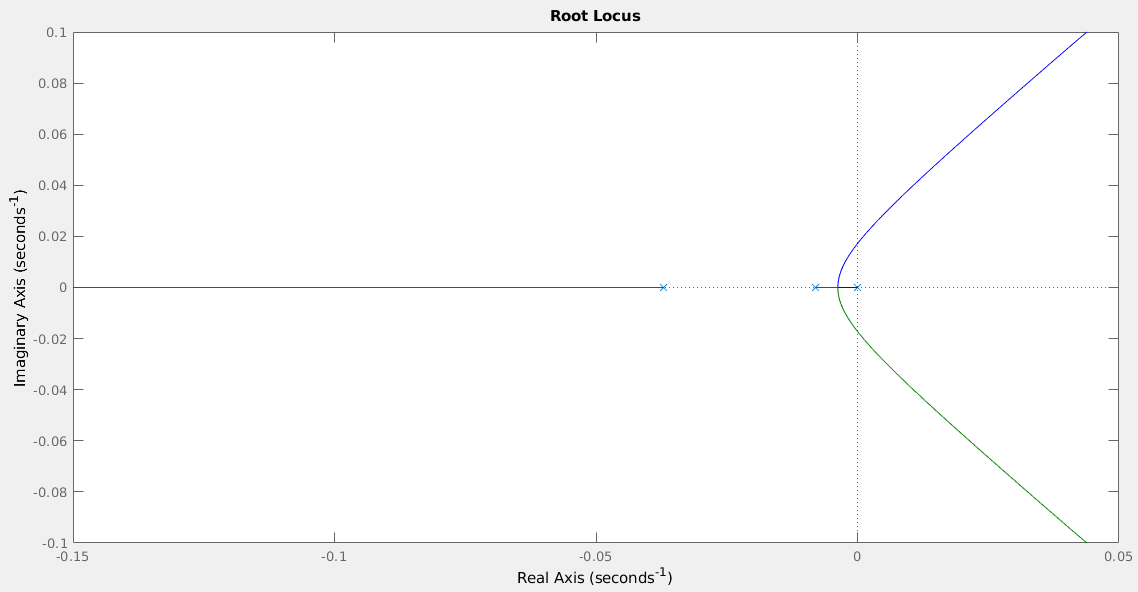 Root Locus
0.1
0.08
0.06
0.04
0.02
0
-0.02
-0.04
-0.06
-0.08
-0.1
Imaginary Axis (seconds⁻¹)
-0.15 -0.1 -0.05 0 0.05
Real Axis (seconds⁻¹)